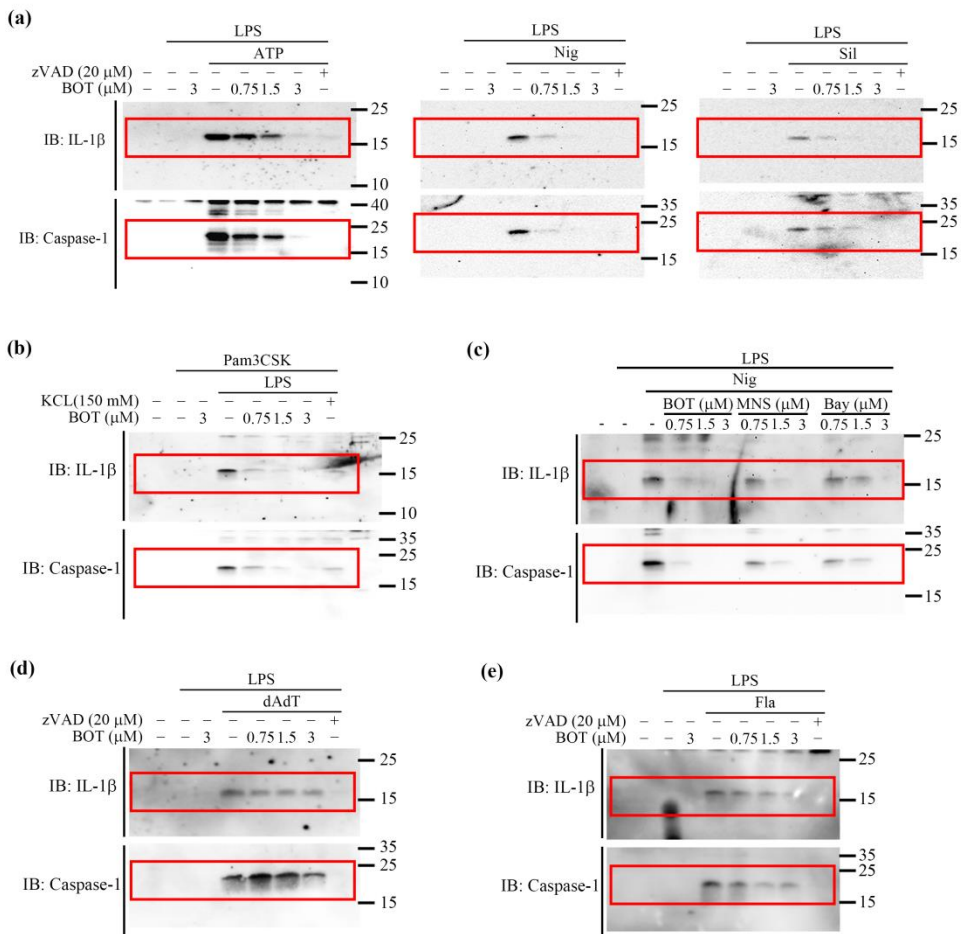 (a)
LPS
ATP
zVAD (20 µM) – – – – – – – +
BOT (µM) – – 3 – 0.75 1.5 3 –
IB: IL-1β
25
15
10
IB: Caspase-1
40
25
15
10
LPS
Nig
– – – – – – – +
– – 3 – 0.75 1.5 3 –
25
15
35
25
15
LPS
Sil
– – – – – – – +
– – 3 – 0.75 1.5 3 –
25
15
35
25
15
(b)
Pam3CSK
LPS
KCL(150 mM) – – – – – – – +
BOT (µM) – – 3 – 0.75 1.5 3 –
IB: IL-1β
25
15
10
IB: Caspase-1
35
25
15
(c)
LPS
Nig
BOT (µM) MNS (µM) Bay (µM)
- - - 0.75 1.5 3 0.75 1.5 3 0.75 1.5 3
IB: IL-1β
25
15
IB: Caspase-1
35
25
15
(d)
LPS
dAdT
zVAD (20 µM) – – – – – – – +
BOT (µM) – – 3 – 0.75 1.5 3 –
IB: IL-1β
25
15
IB: Caspase-1
35
25
15
(e)
LPS
Fla
zVAD (20 µM) – – – – – – – +
BOT (µM) – – 3 – 0.75 1.5 3 –
IB: IL-1β
25
15
IB: Caspase-1
35
25
15